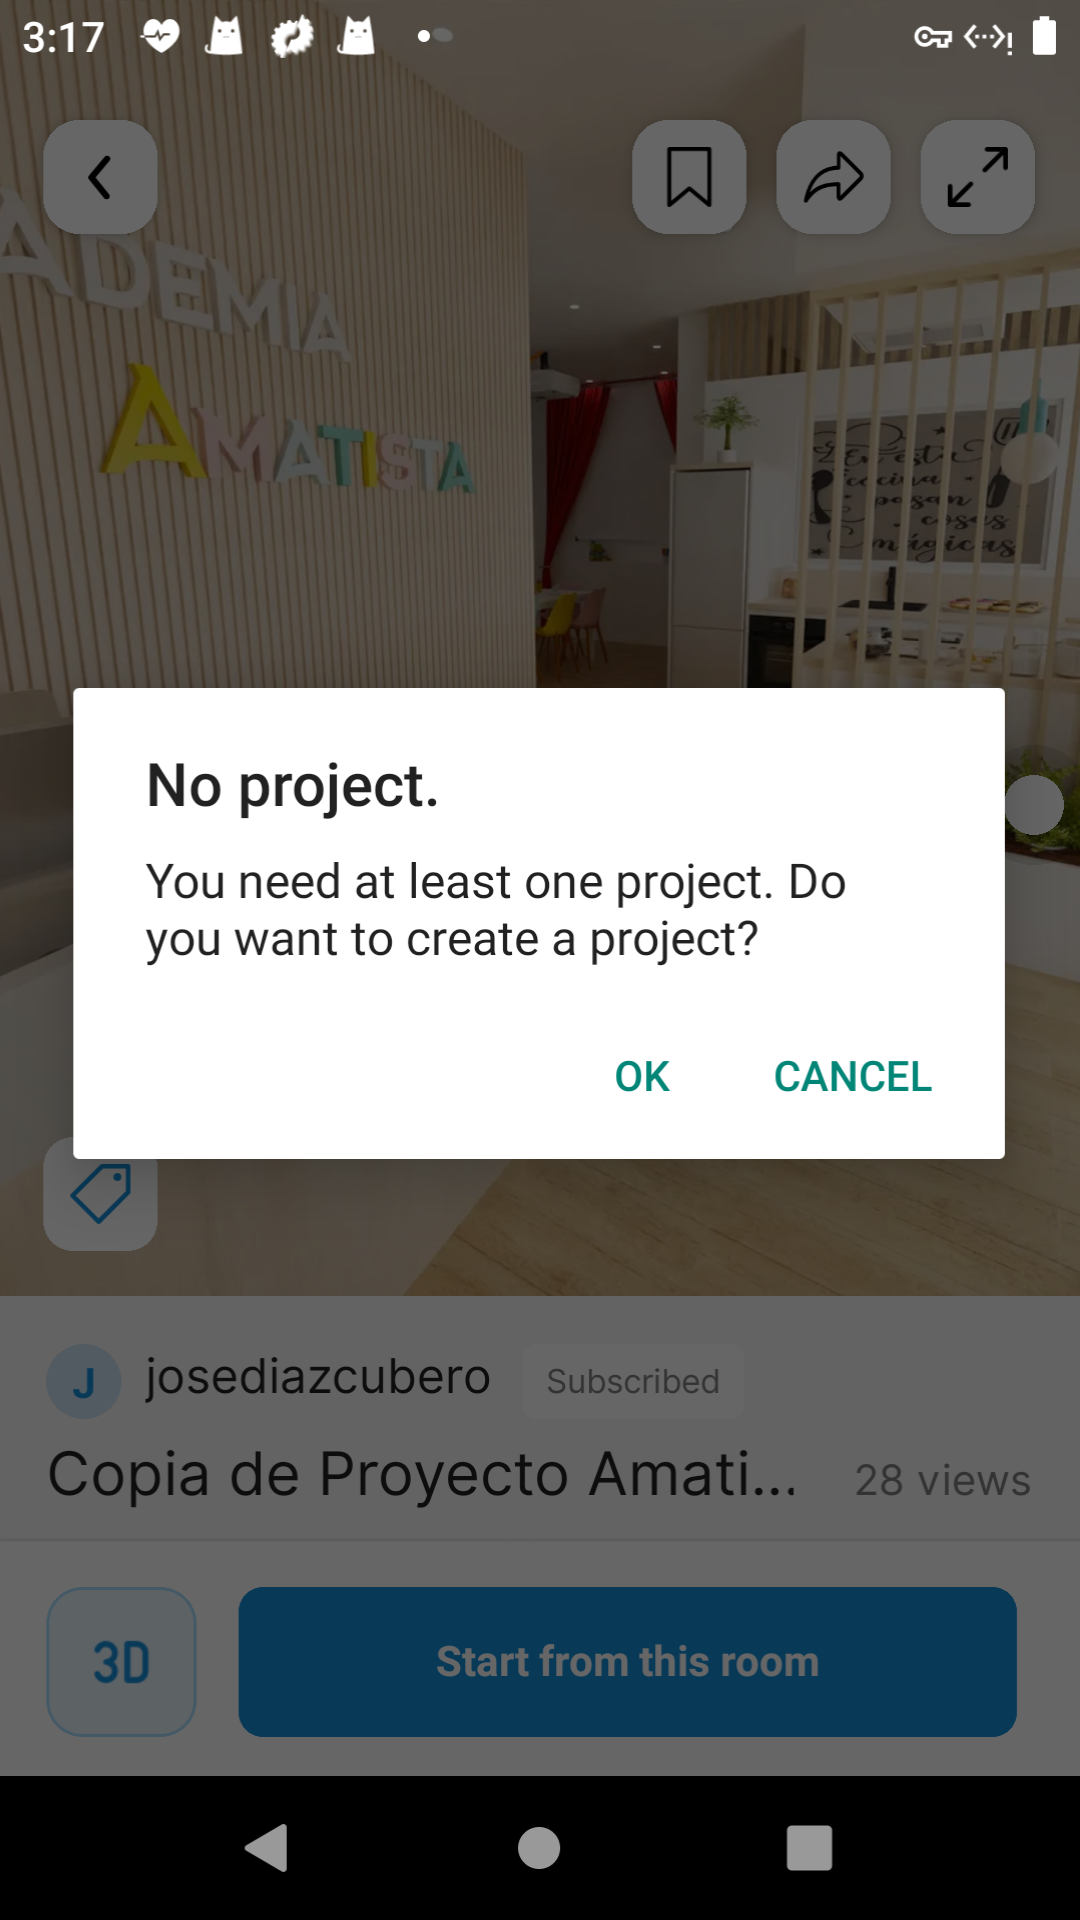 3:17
ADEMIA
AMATISTA
En esta
cocina
pasan
cosas
mágicas
No project.
You need at least one project. Do
you want to create a project?
OK
CANCEL
J
josediazcubero
Subscribed
Copia de Proyecto Amati...
28 views
3D
Start from this room